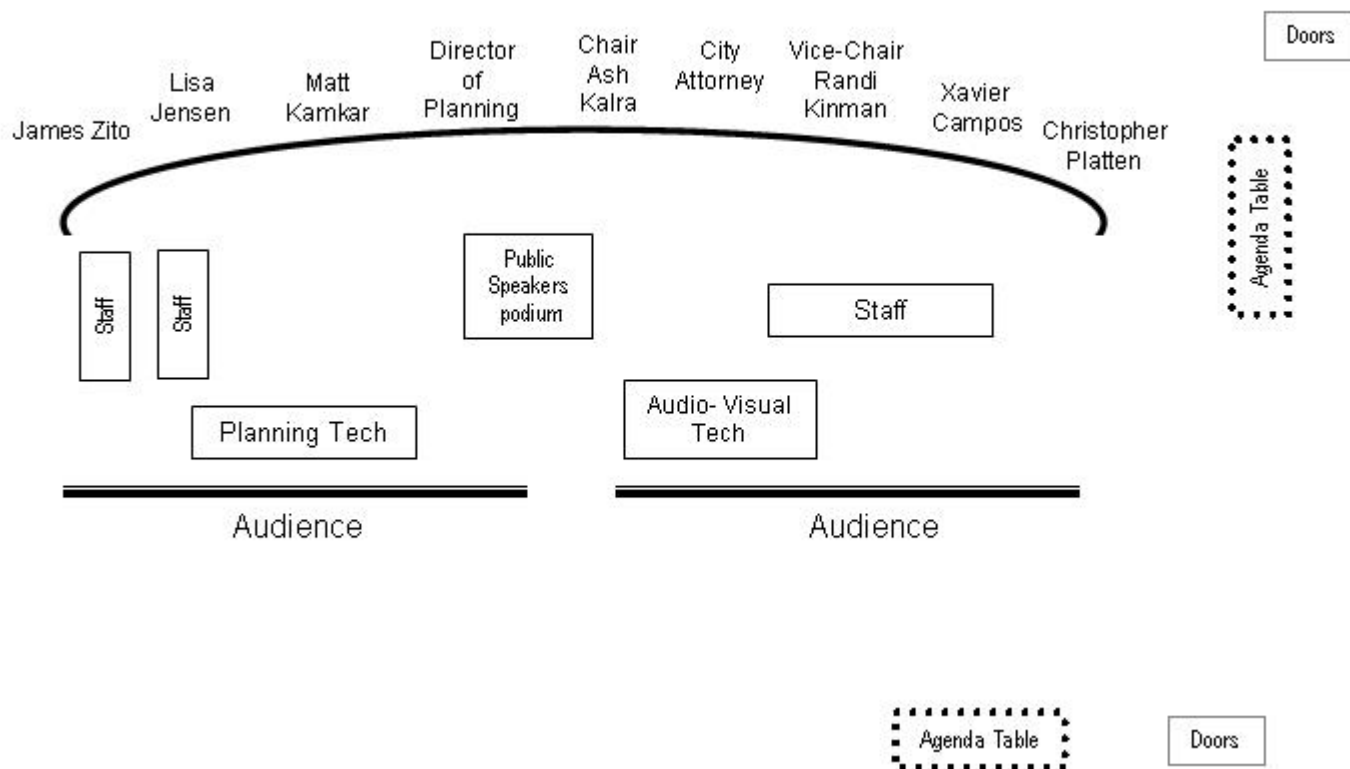 Doors
James Zito
Lisa
Jensen
Matt
Kamkar
Director
of
Planning
Chair
Ash
Kalra
City
Attorney
Vice-Chair
Randi
Kinman
Xavier
Campos
Christopher
Platten
Agenda Table
Staff
Staff
Public
Speakers
podium
Staff
Planning Tech
Audio- Visual
Tech
Audience
Audience
Agenda Table
Doors